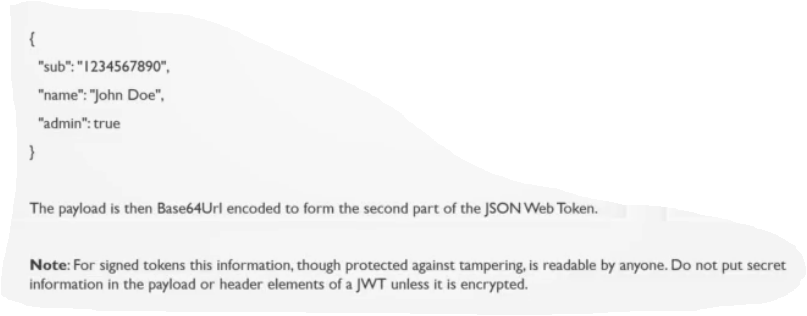 {
"sub": "1234567890",
"name": "John Doe",
"admin": true
}
The payload is then Base64Url encoded to form the second part of the JSON Web Token.
Note: For signed tokens this information, though protected against tampering, is readable by anyone. Do not put secret
information in the payload or header elements of a JWT unless it is encrypted.